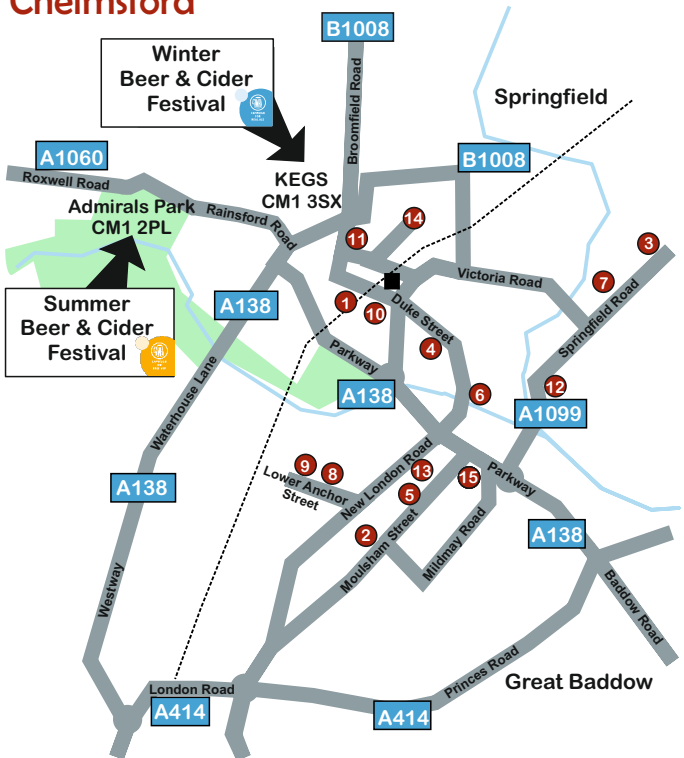 Chelmsford
B1008
Winter
Beer & Cider
Festival
Broomfield Road
Springfield
A1060
Roxwell Road
B1008
KEGS
CM1 3SX
Admirals Park
CM1 2PL
Rainsford Road
14
11
3
Victoria Road
7
Summer
Beer & Cider
Festival
A138
1
10
Duke Street
Springfield Road
4
Parkway
A138
6
12
A1099
Waterhouse Lane
9
8
Lower Anchor
Street
New London Road
13
15
Parkway
A138
5
Moulsham Street
2
Mildmay Road
A138
Westway
Baddow Road
London Road
A414
Princes Road
Great Baddow
A414